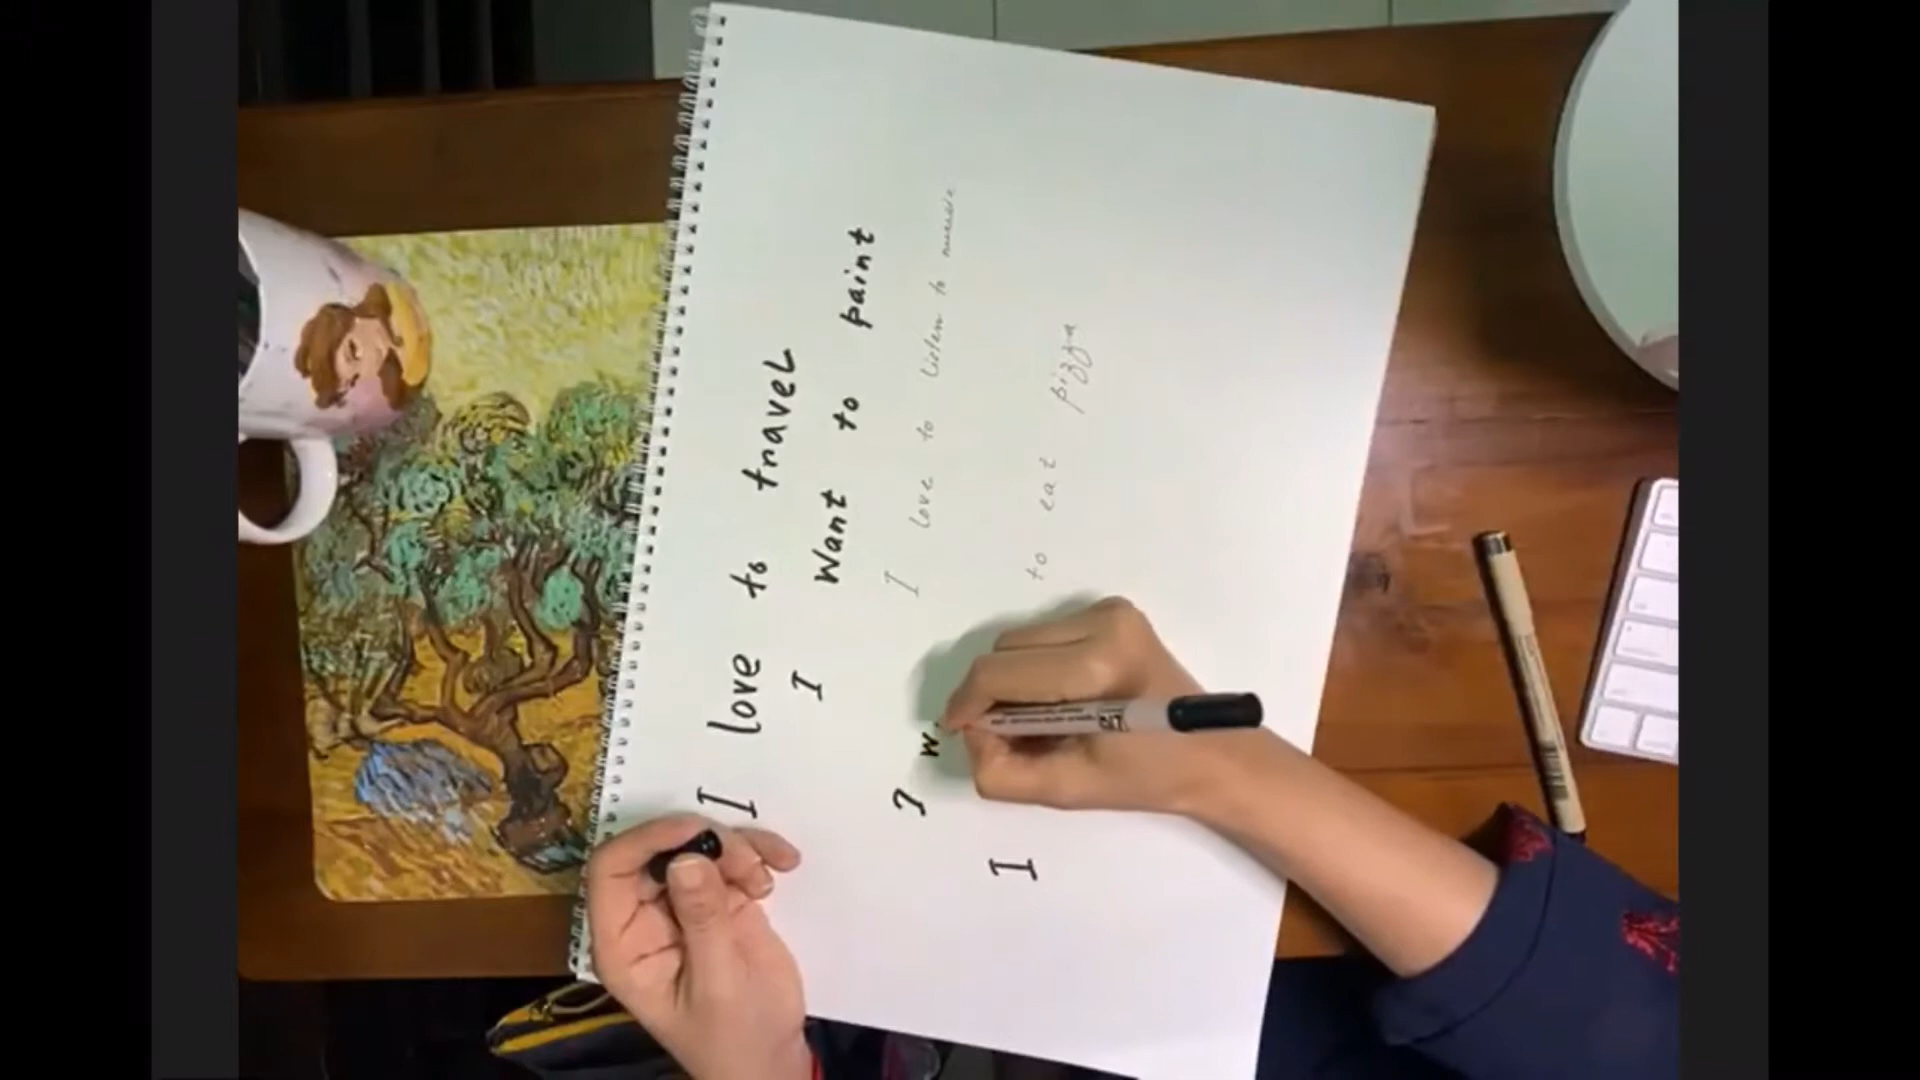 I love to travel
I want to paint
I love to listen to music
I w
I to eat pizza